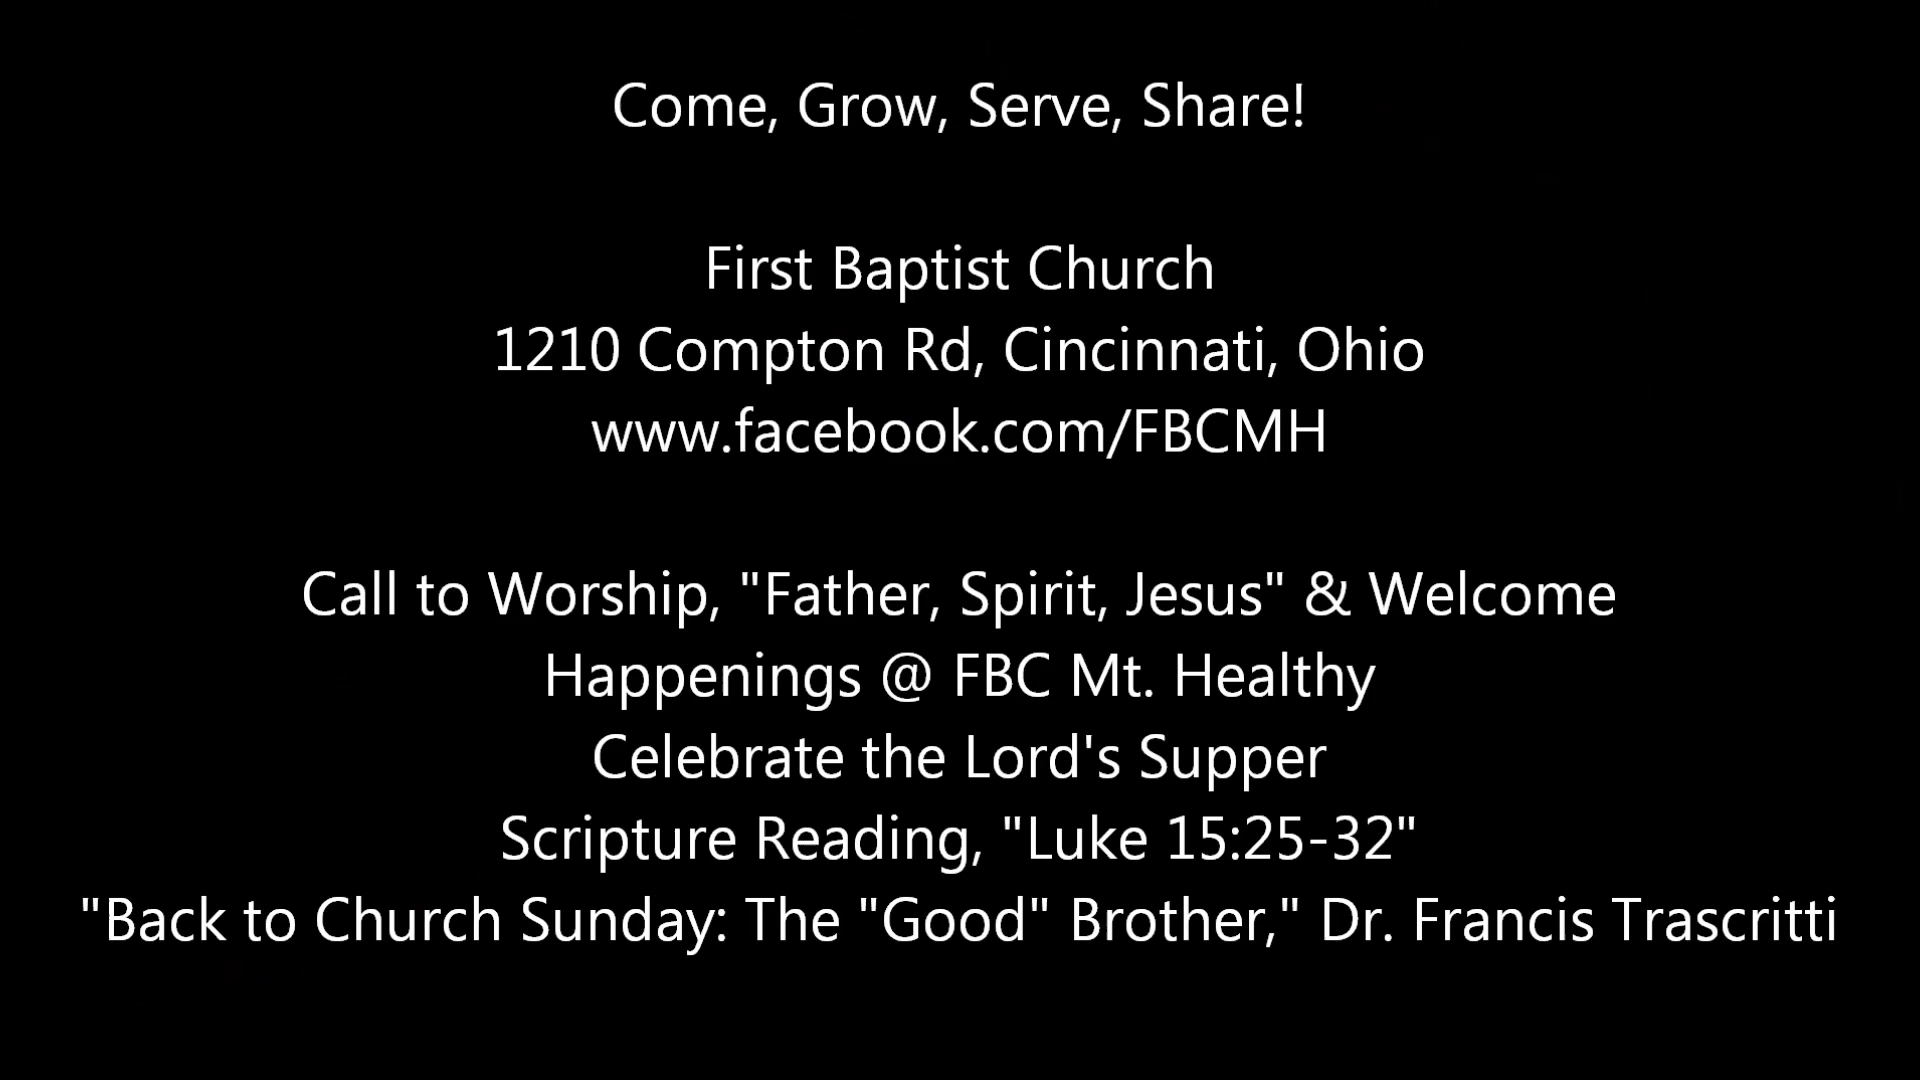 Come, Grow, Serve, Share!
First Baptist Church
1210 Compton Rd, Cincinnati, Ohio
www.facebook.com/FBCMH
Call to Worship, "Father, Spirit, Jesus" & Welcome
Happenings @ FBC Mt. Healthy
Celebrate the Lord's Supper
Scripture Reading, "Luke 15:25-32"
"Back to Church Sunday: The "Good" Brother," Dr. Francis Trascritti